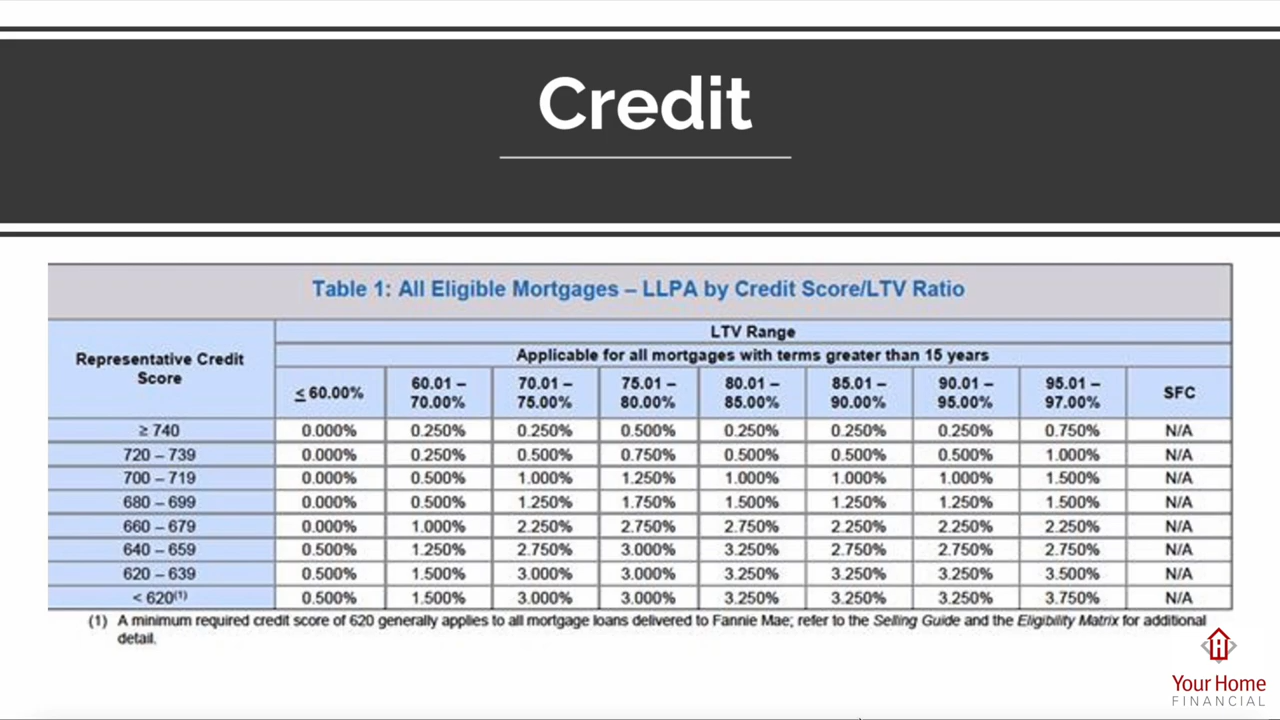 Credit
Table 1: All Eligible Mortgages – LLPA by Credit Score/LTV Ratio
Representative Credit Score
LTV Range
Applicable for all mortgages with terms greater than 15 years
≤ 60.00% 60.01 – 70.00% 70.01 – 75.00% 75.01 – 80.00% 80.01 – 85.00% 85.01 – 90.00% 90.01 – 95.00% 95.01 – 97.00% SFC
≥ 740 0.000% 0.250% 0.250% 0.500% 0.250% 0.250% 0.250% 0.750% N/A
720 – 739 0.000% 0.250% 0.500% 0.750% 0.500% 0.500% 0.500% 1.000% N/A
700 – 719 0.000% 0.500% 1.000% 1.250% 1.000% 1.000% 1.000% 1.500% N/A
680 – 699 0.000% 0.500% 1.250% 1.750% 1.500% 1.250% 1.250% 1.500% N/A
660 – 679 0.000% 1.000% 2.250% 2.750% 2.750% 2.250% 2.250% 2.250% N/A
640 – 659 0.500% 1.250% 2.750% 3.000% 3.250% 2.750% 2.750% 2.750% N/A
620 – 639 0.500% 1.500% 3.000% 3.000% 3.250% 3.250% 3.250% 3.500% N/A
< 620(1) 0.500% 1.500% 3.000% 3.000% 3.250% 3.250% 3.250% 3.750% N/A
(1) A minimum required credit score of 620 generally applies to all mortgage loans delivered to Fannie Mae; refer to the Selling Guide and the Eligibility Matrix for additional
detail.
Your Home
FINANCIAL